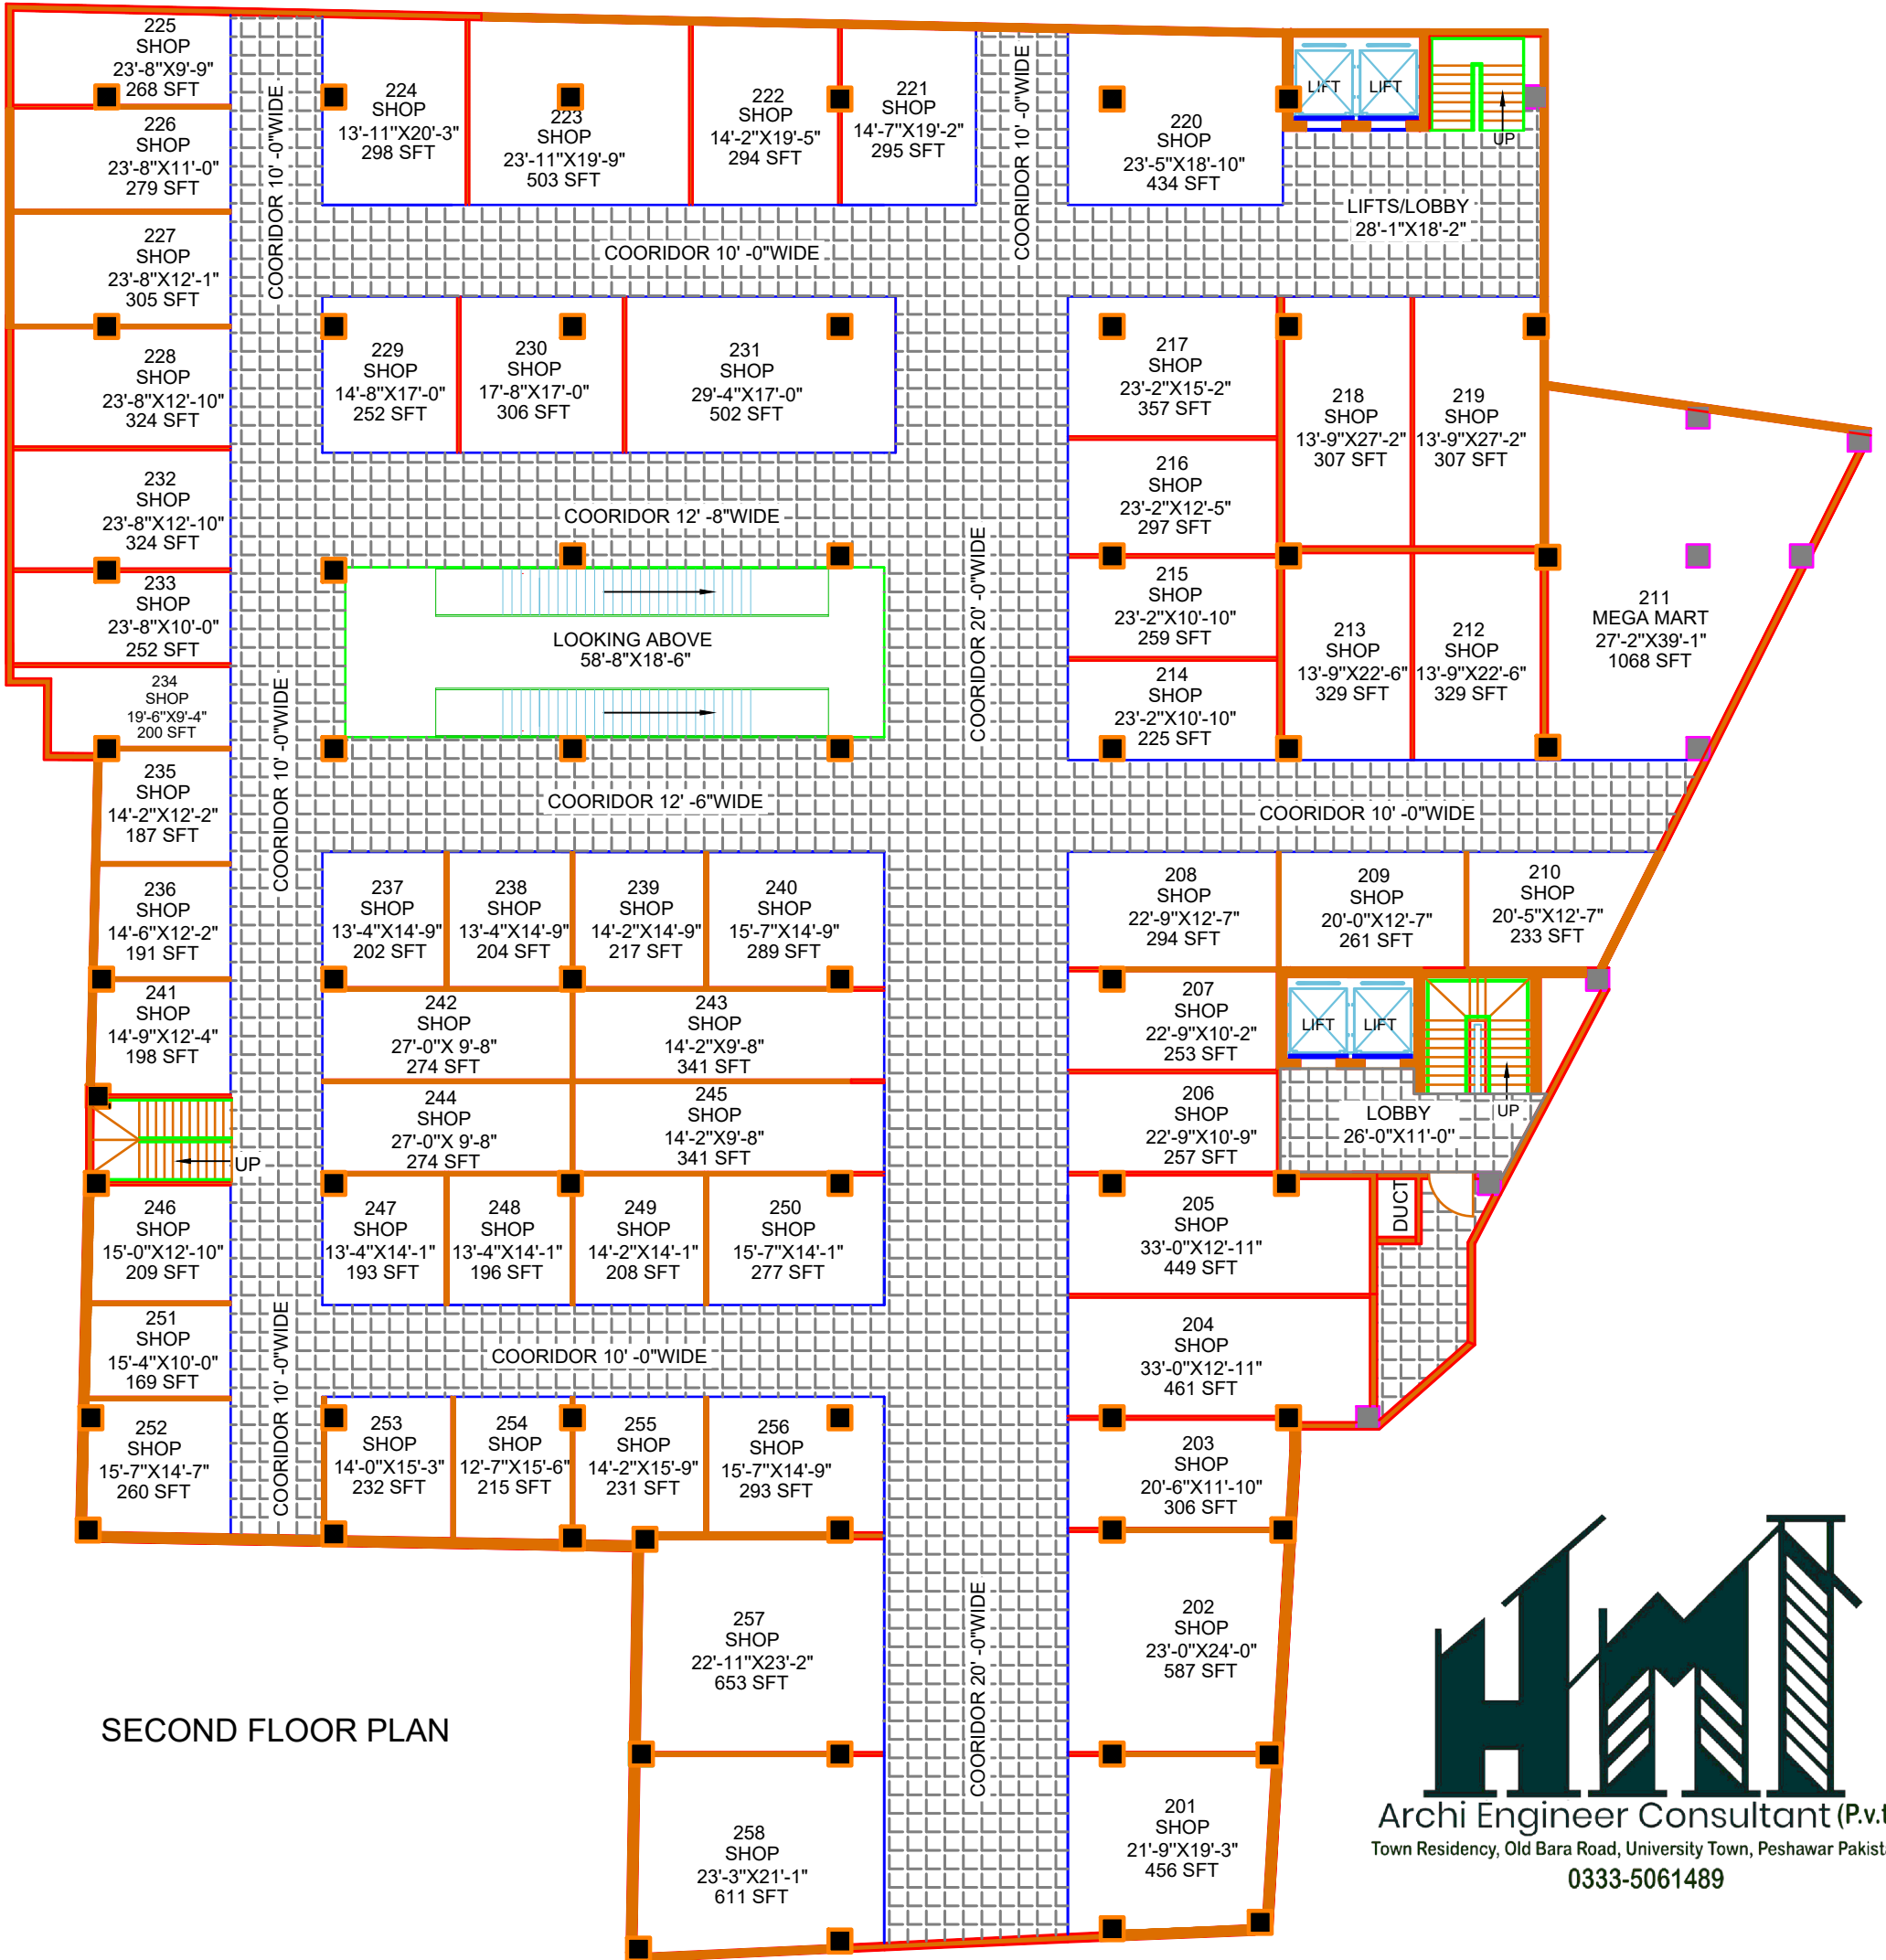 225
SHOP
23'-8"X9'-9"
268 SFT
226
SHOP
23'-8"X11'-0"
279 SFT
227
SHOP
23'-8"X12'-1"
305 SFT
228
SHOP
23'-8"X12'-10"
324 SFT
232
SHOP
23'-8"X12'-10"
324 SFT
233
SHOP
23'-8"X10'-0"
252 SFT
234
SHOP
19'-6"X9'-4"
200 SFT
235
SHOP
14'-2"X12'-2"
187 SFT
236
SHOP
14'-6"X12'-2"
191 SFT
241
SHOP
14'-9"X12'-4"
198 SFT
UP
246
SHOP
15'-0"X12'-10"
209 SFT
251
SHOP
15'-4"X10'-0"
169 SFT
252
SHOP
15'-7"X14'-7"
260 SFT
COORIDOR 10' -0"WIDE
COORIDOR 10' -0"WIDE
COORIDOR 10' -0"WIDE
224
SHOP
13'-11"X20'-3"
298 SFT
223
SHOP
23'-11"X19'-9"
503 SFT
222
SHOP
14'-2"X19'-5"
294 SFT
221
SHOP
14'-7"X19'-2"
295 SFT
COORIDOR 10' -0"WIDE
COORIDOR 10' -0"WIDE
220
SHOP
23'-5"X18'-10"
434 SFT
LIFT
LIFT
UP
LIFTS/LOBBY
28'-1"X18'-2"
229
SHOP
14'-8"X17'-0"
252 SFT
230
SHOP
17'-8"X17'-0"
306 SFT
231
SHOP
29'-4"X17'-0"
502 SFT
COORIDOR 12' -8"WIDE
LOOKING ABOVE
58'-8"X18'-6"
COORIDOR 12' -6"WIDE
COORIDOR 20' -0"WIDE
217
SHOP
23'-2"X15'-2"
357 SFT
216
SHOP
23'-2"X12'-5"
297 SFT
215
SHOP
23'-2"X10'-10"
259 SFT
214
SHOP
23'-2"X10'-10"
225 SFT
218
SHOP
13'-9"X27'-2"
307 SFT
219
SHOP
13'-9"X27'-2"
307 SFT
213
SHOP
13'-9"X22'-6"
329 SFT
212
SHOP
13'-9"X22'-6"
329 SFT
211
MEGA MART
27'-2"X39'-1"
1068 SFT
COORIDOR 10' -0"WIDE
237
SHOP
13'-4"X14'-9"
202 SFT
238
SHOP
13'-4"X14'-9"
204 SFT
239
SHOP
14'-2"X14'-9"
217 SFT
240
SHOP
15'-7"X14'-9"
289 SFT
242
SHOP
27'-0"X 9'-8"
274 SFT
243
SHOP
14'-2"X9'-8"
341 SFT
244
SHOP
27'-0"X 9'-8"
274 SFT
245
SHOP
14'-2"X9'-8"
341 SFT
247
SHOP
13'-4"X14'-1"
193 SFT
248
SHOP
13'-4"X14'-1"
196 SFT
249
SHOP
14'-2"X14'-1"
208 SFT
250
SHOP
15'-7"X14'-1"
277 SFT
COORIDOR 10' -0"WIDE
253
SHOP
14'-0"X15'-3"
232 SFT
254
SHOP
12'-7"X15'-6"
215 SFT
255
SHOP
14'-2"X15'-9"
231 SFT
256
SHOP
15'-7"X14'-9"
293 SFT
208
SHOP
22'-9"X12'-7"
294 SFT
209
SHOP
20'-0"X12'-7"
261 SFT
210
SHOP
20'-5"X12'-7"
233 SFT
207
SHOP
22'-9"X10'-2"
253 SFT
LIFT
LIFT
UP
206
SHOP
22'-9"X10'-9"
257 SFT
LOBBY
26'-0"X11'-0"
205
SHOP
33'-0"X12'-11"
449 SFT
DUCT
204
SHOP
33'-0"X12'-11"
461 SFT
203
SHOP
20'-6"X11'-10"
306 SFT
202
SHOP
23'-0"X24'-0"
587 SFT
201
SHOP
21'-9"X19'-3"
456 SFT
257
SHOP
22'-11"X23'-2"
653 SFT
258
SHOP
23'-3"X21'-1"
611 SFT
COORIDOR 20' -0"WIDE
SECOND FLOOR PLAN
HMT
Archi Engineer Consultant (P.v.t
Town Residency, Old Bara Road, University Town, Peshawar Pakist
0333-5061489